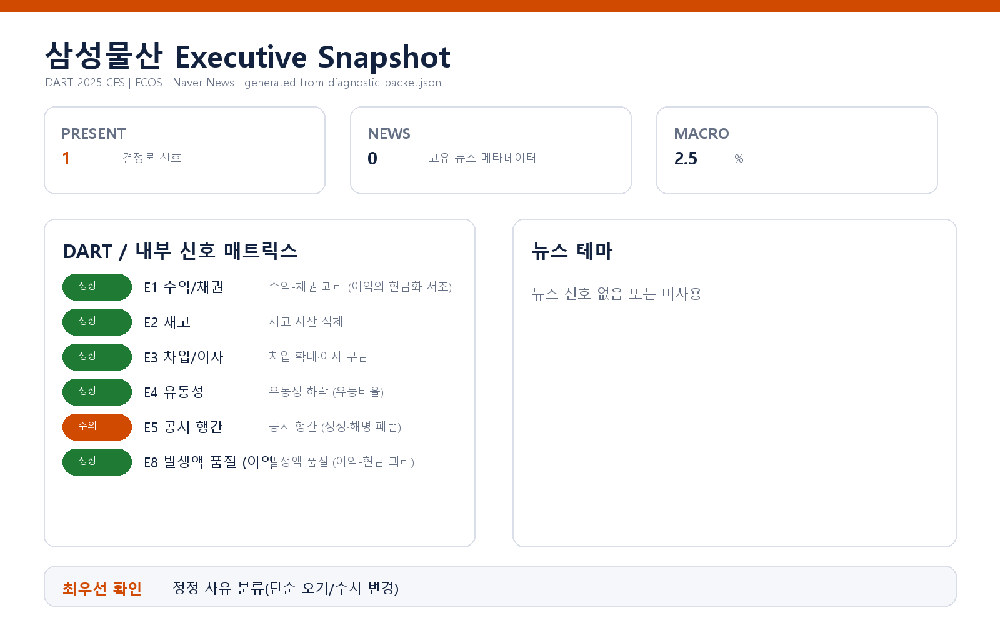 삼성물산 Executive Snapshot
DART 2025 CFS | ECOS | Naver News | generated from diagnostic-packet.json
PRESENT
1 결정론 신호
NEWS
0 고유 뉴스 메타데이터
MACRO
2.5 %
DART / 내부 신호 매트릭스
정상 E1 수익/채권 수익-채권 괴리 (이익의 현금화 저조)
정상 E2 재고 재고 자산 적체
정상 E3 차입/이자 차입 확대·이자 부담
정상 E4 유동성 유동성 하락 (유동비율)
주의 E5 공시 행간 공시 행간 (정정·해명 패턴)
정상 E8 발생액 품질 (이익 발생액 품질 (이익-현금 괴리)
뉴스 테마
뉴스 신호 없음 또는 미사용
최우선 확인 정정 사유 분류(단순 오기/수치 변경)